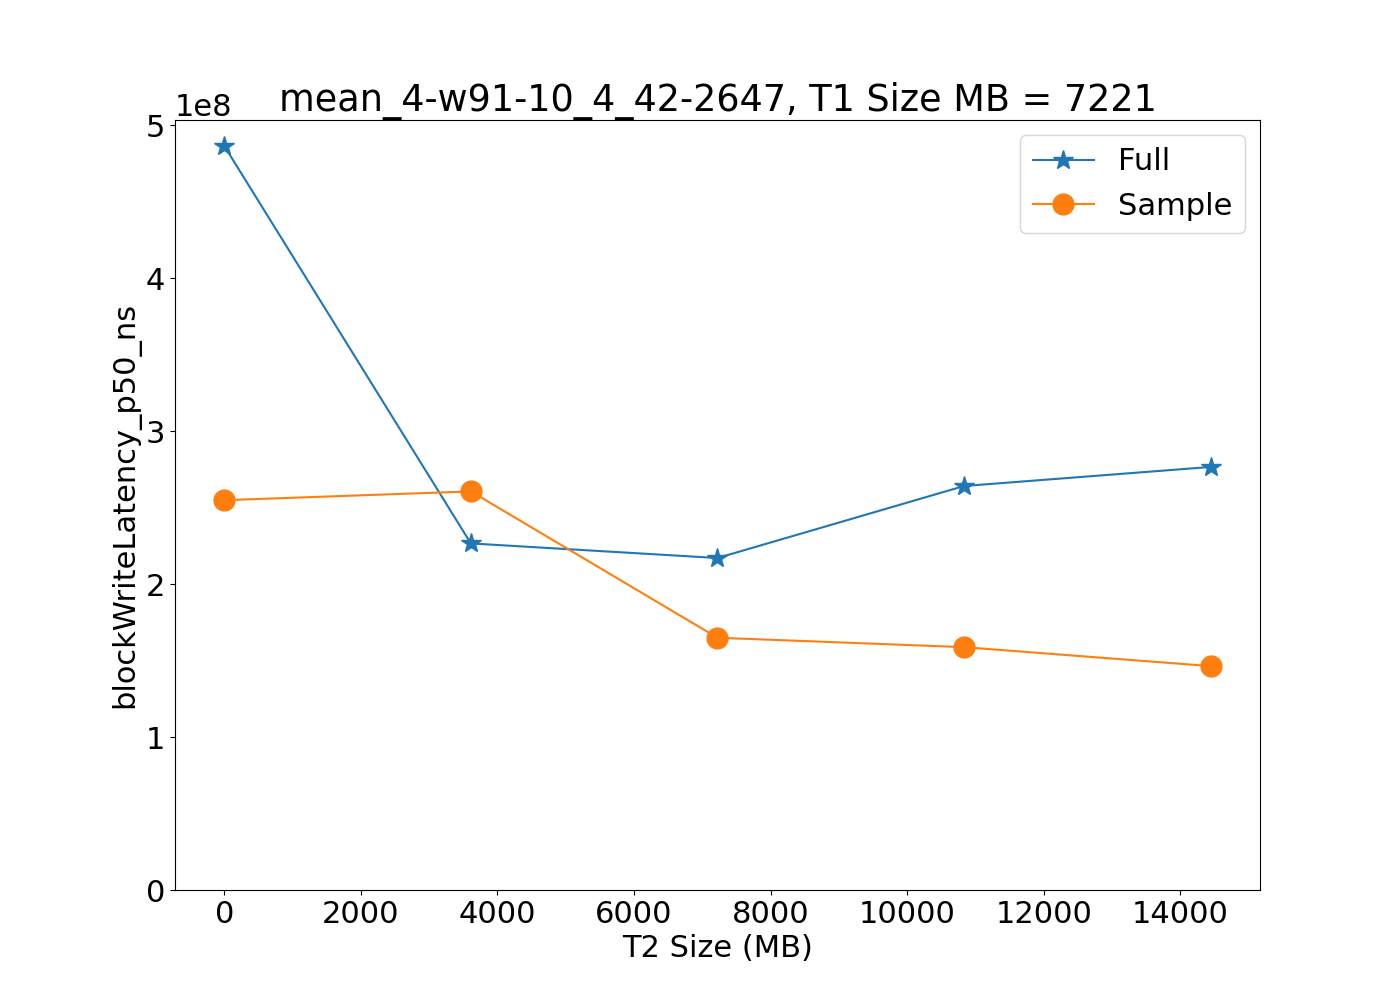 mean_4-w91-10_4_42-2647, T1 Size MB = 7221
1e8
5
4
3
2
1
0
blockWriteLatency_p50_ns
Full
Sample
0 2000 4000 6000 8000 10000 12000 14000
T2 Size (MB)